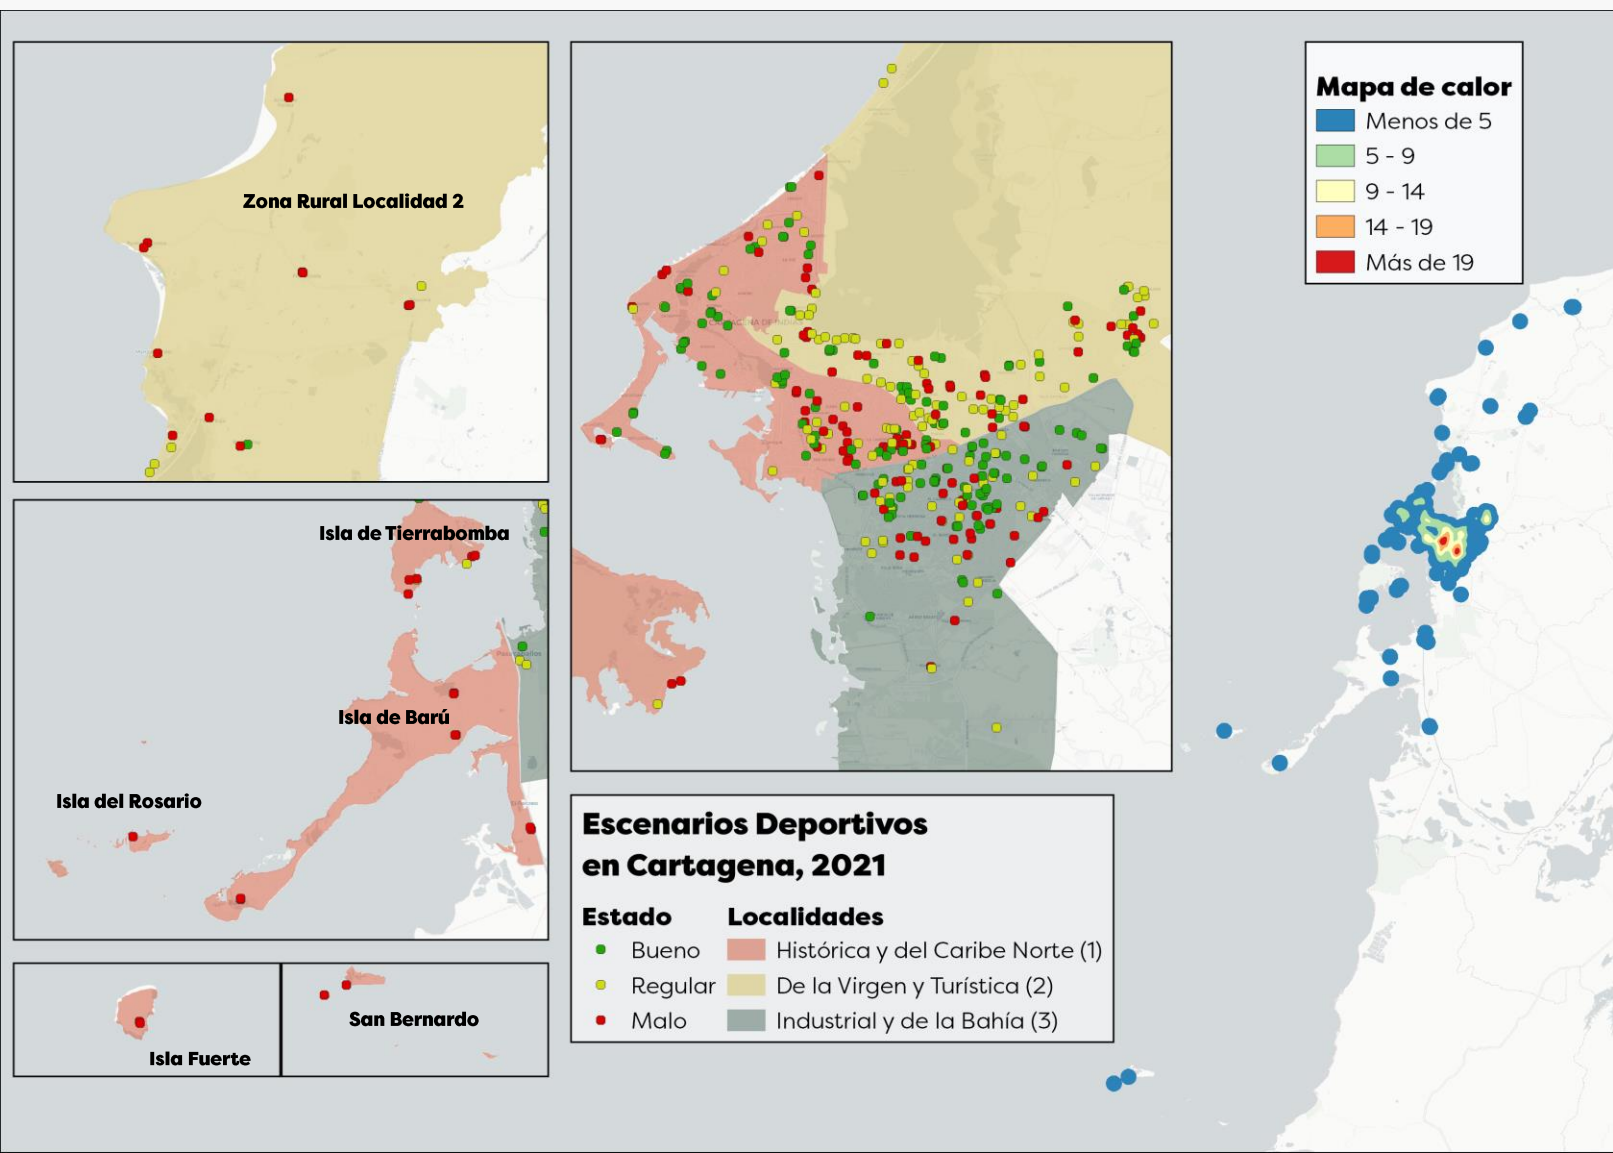 Zona Rural Localidad 2
Isla de Tierrabomba
Isla de Barú
Isla del Rosario
Isla Fuerte
San Bernardo
CARTAGENA DE INDIAS
Escenarios Deportivos
en Cartagena, 2021
Estado
Bueno
Regular
Malo
Localidades
Histórica y del Caribe Norte (1)
De la Virgen y Turística (2)
Industrial y de la Bahía (3)
Mapa de calor
Menos de 5
5 - 9
9 - 14
14 - 19
Más de 19